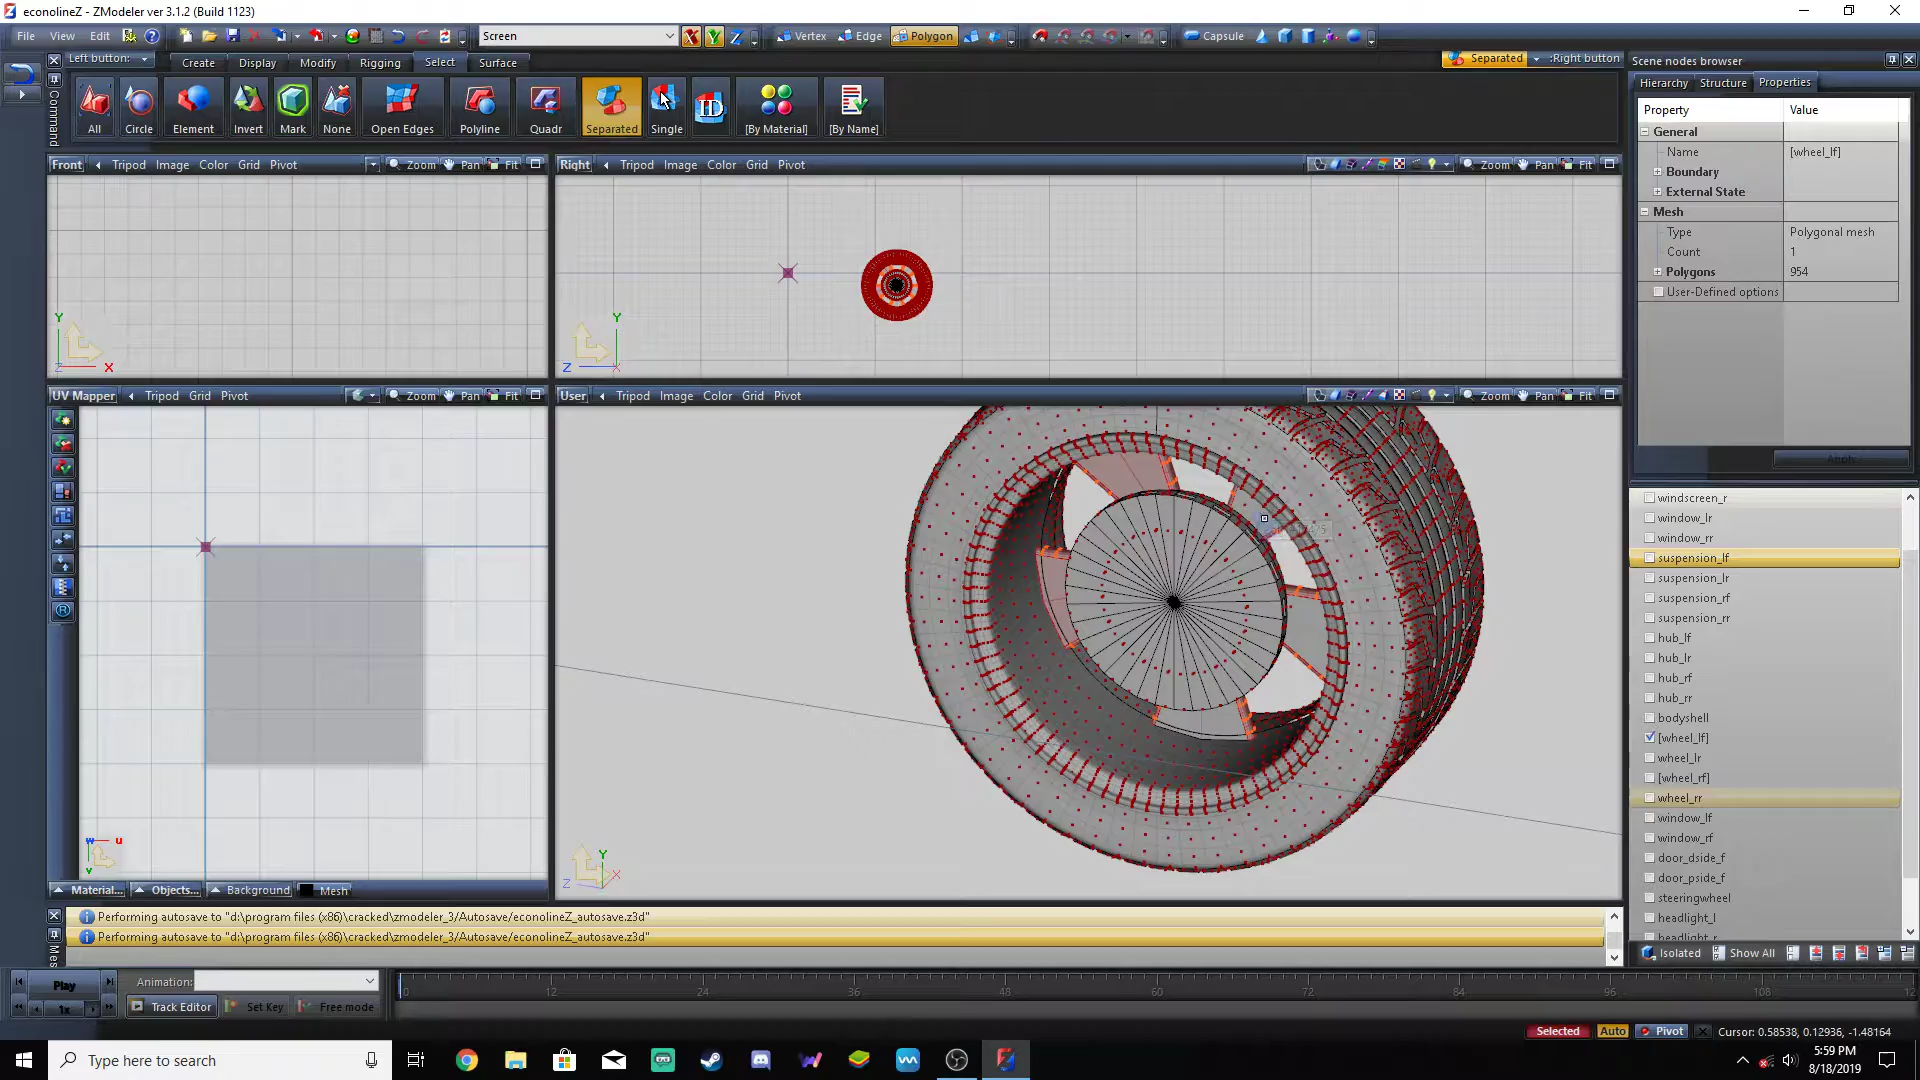 econolineZ - ZModeler ver 3.1.2 (Build 1123)
File View Edit Screen X Y Z Vertex Edge Polygon Capsule
Left button: Create Display Modify Rigging Select Surface Separated :Right button
Command
All Circle Element Invert Mark None Open Edges Polyline Quadr Separated Single ID [By Material] [By Name]
Scene nodes browser
Hierarchy Structure Properties
Property Value
General
Name [wheel_lf]
Boundary
External State
Mesh
Type Polygonal mesh
Count 1
Polygons 954
User-Defined options
Front Tripod Image Color Grid Pivot Zoom Pan Fit
Right Tripod Image Color Grid Pivot Zoom Pan Fit
Y
Z X
Y
Z X
UV Mapper Tripod Grid Pivot Zoom Pan Fit
User Tripod Image Color Grid Pivot Zoom Pan Fit
Apply
windscreen_r
window_lr
window_rr
suspension_lf
suspension_lr
suspension_rf
suspension_rr
hub_lf
hub_lr
hub_rf
hub_rr
bodyshell
[wheel_lf]
wheel_lr
[wheel_rf]
wheel_rr
window_lf
window_rf
door_dside_f
door_pside_f
steeringwheel
headlight_l
headlight_r
w u
v
Y
Z X
Material... Objects... Background Mesh
Performing autosave to "d:\program files (x86)\cracked\zmodeler_3/Autosave/econolineZ_autosave.z3d"
Performing autosave to "d:\program files (x86)\cracked\zmodeler_3/Autosave/econolineZ_autosave.z3d"
Mes
Isolated Show All
Play Animation:
1x Track Editor Set Key Free mode
0 12 24 36 48 60 72 84 96 108 12
Selected Auto Pivot Cursor: 0.58538, 0.12936, -1.48164
Type here to search
5:59 PM
8/18/2019